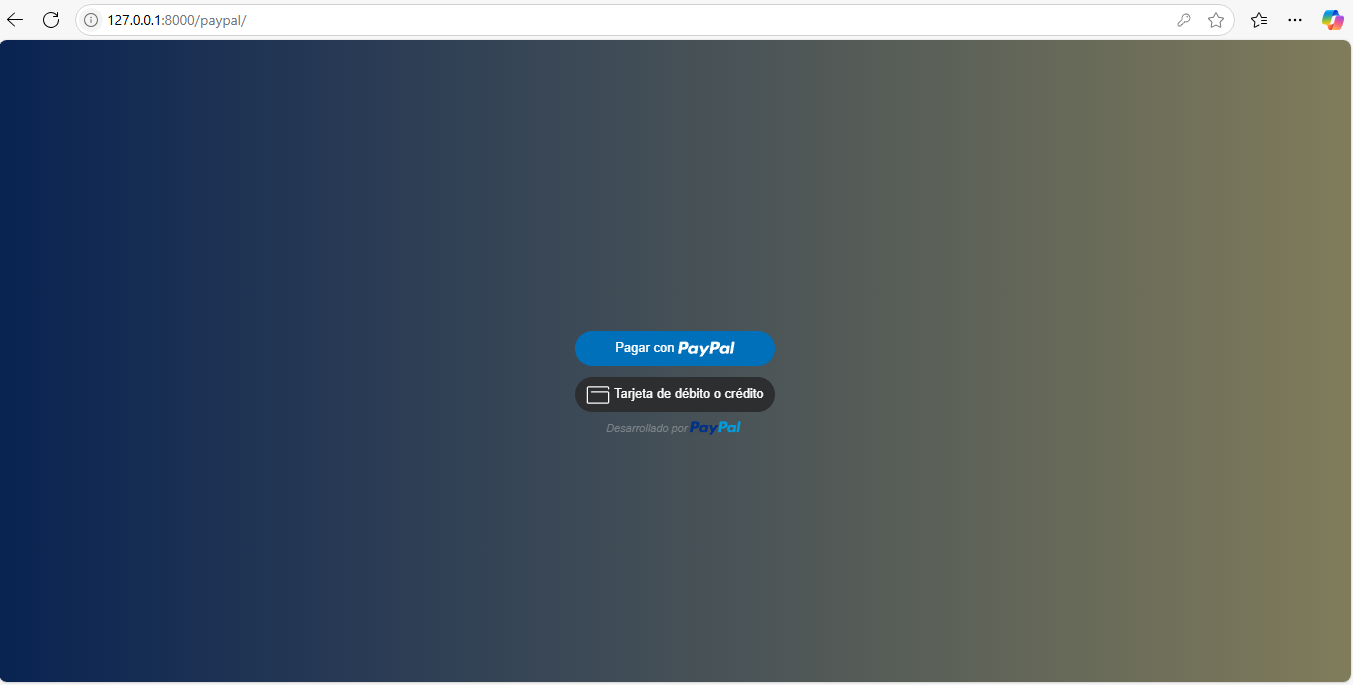 127.0.0.1:8000/paypal/
Pagar con PayPal
Tarjeta de débito o crédito
Desarrollado por PayPal